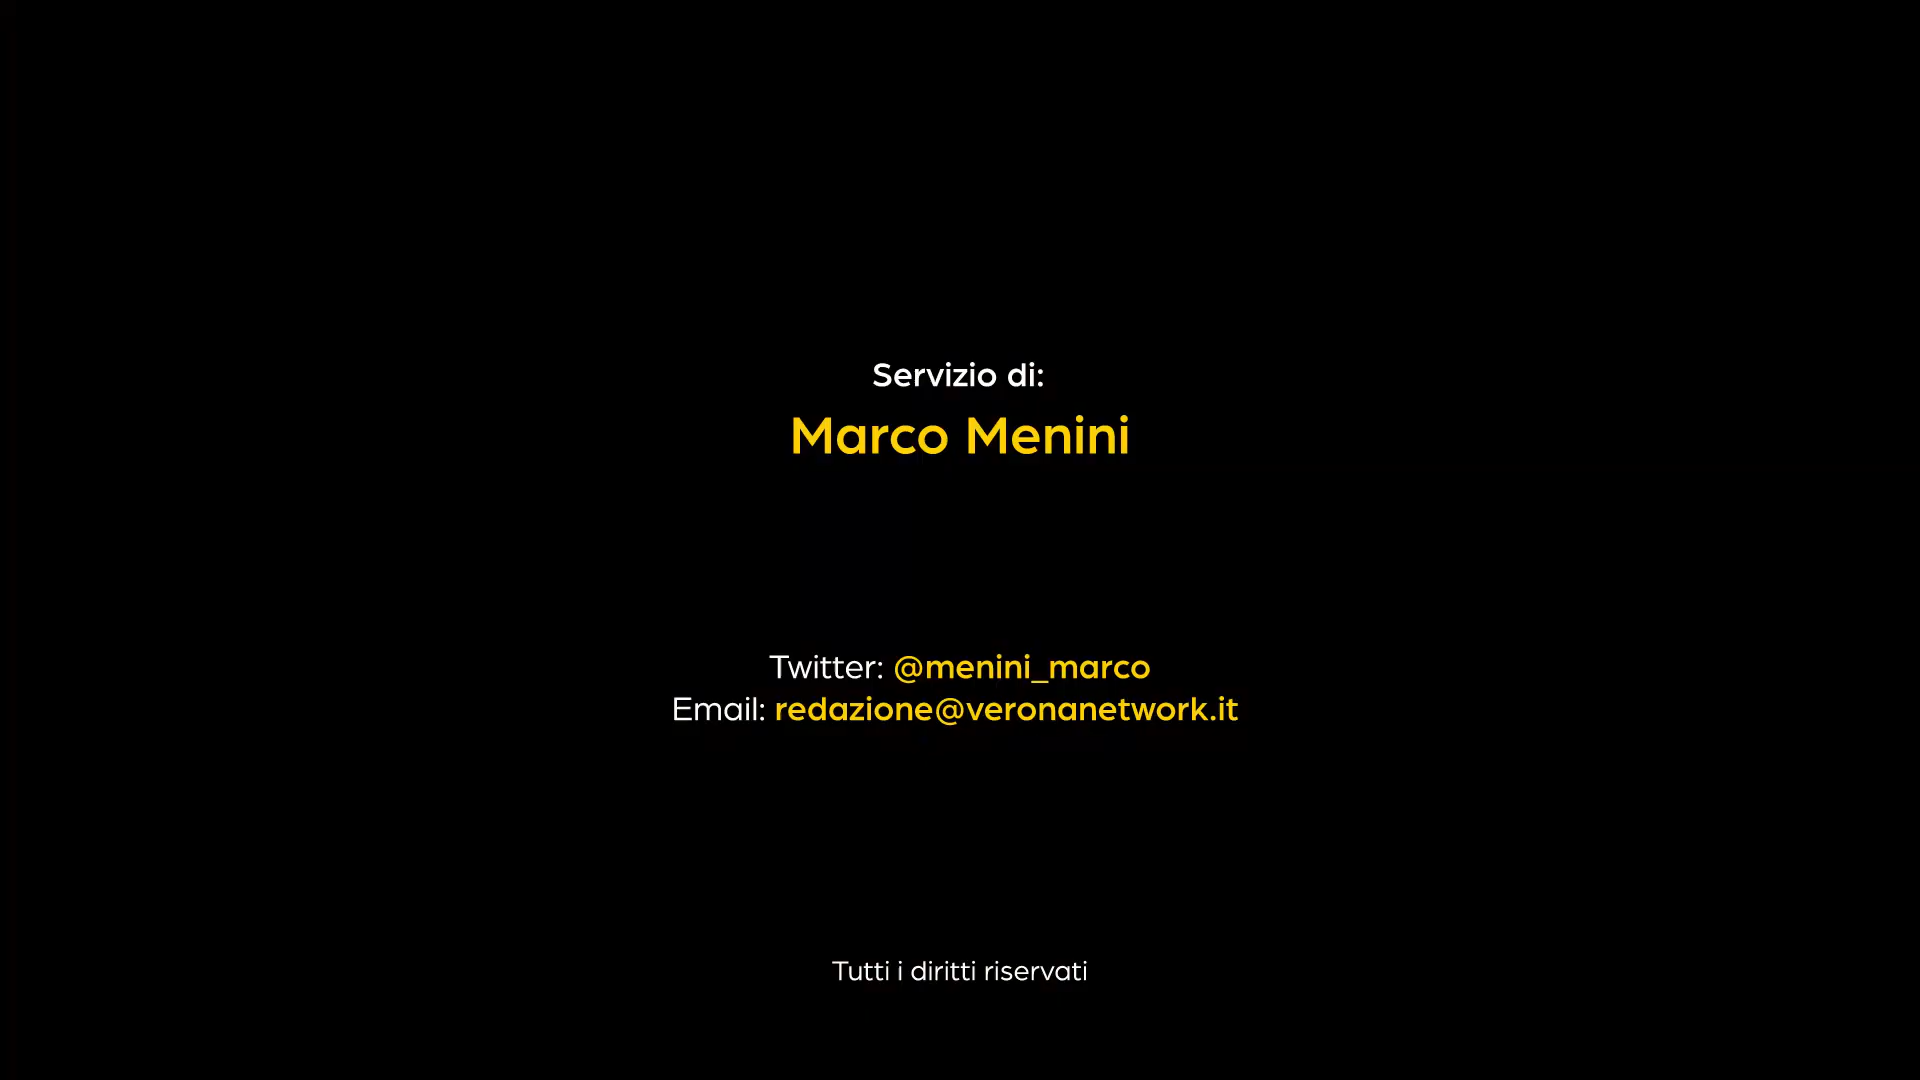 Servizio di:
Marco Menini
Twitter: @menini_marco
Email: redazione@veronanetwork.it
Tutti i diritti riservati